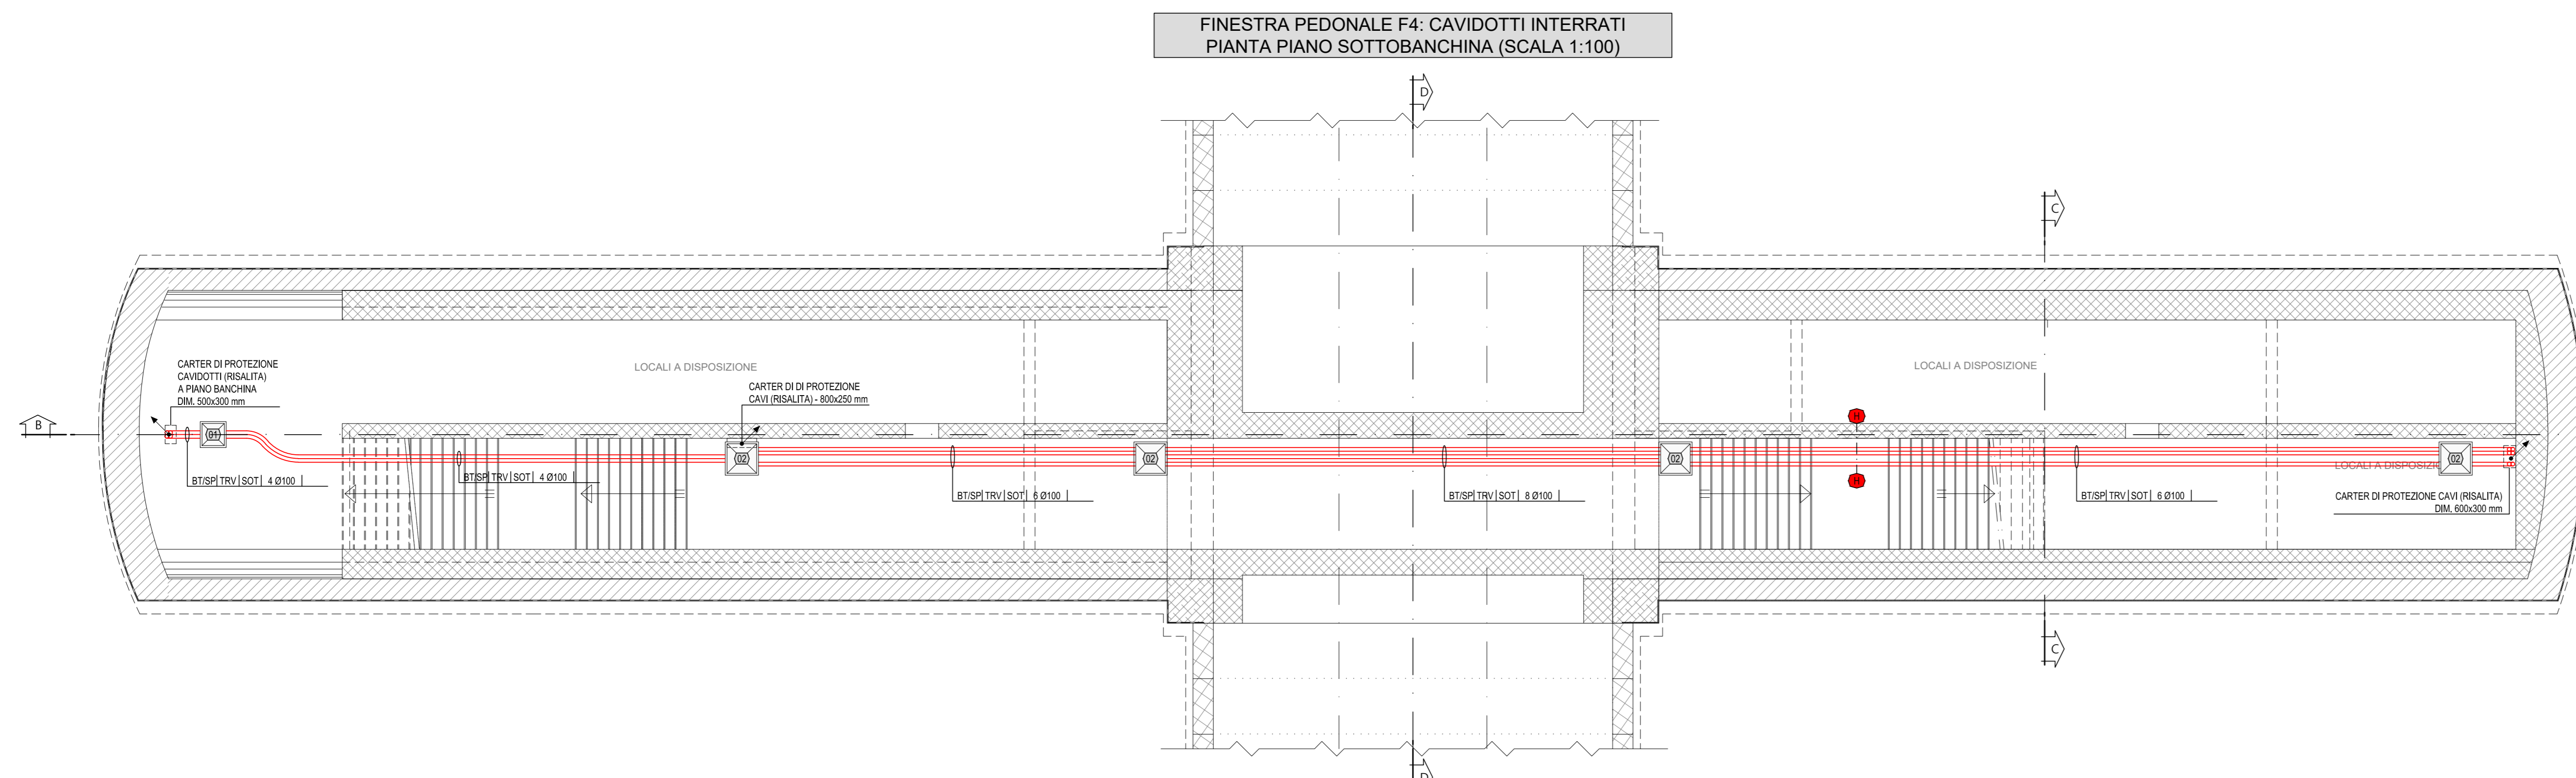 FINESTRA PEDONALE F4: CAVIDOTTI INTERRATI
PIANTA PIANO SOTTOBANCHINA (SCALA 1:100)
D
C
CARTER DI PROTEZIONE
CAVIDOTTI (RISALITA)
A PIANO BANCHINA
DIM. 500x300 mm
LOCALI A DISPOSIZIONE
CARTER DI DI PROTEZIONE
CAVI (RISALITA) - 800x250 mm
LOCALI A DISPOSIZIONE
B
01
H
02
02
02
02
LOCALI A DISPOSIZI
BT/SP TRV SOT 4 Ø100
BT/SP TRV SOT 4 Ø100
H
BT/SP TRV SOT 6 Ø100
BT/SP TRV SOT 8 Ø100
BT/SP TRV SOT 6 Ø100
CARTER DI PROTEZIONE CAVI (RISALITA)
DIM. 600x300 mm
C
D